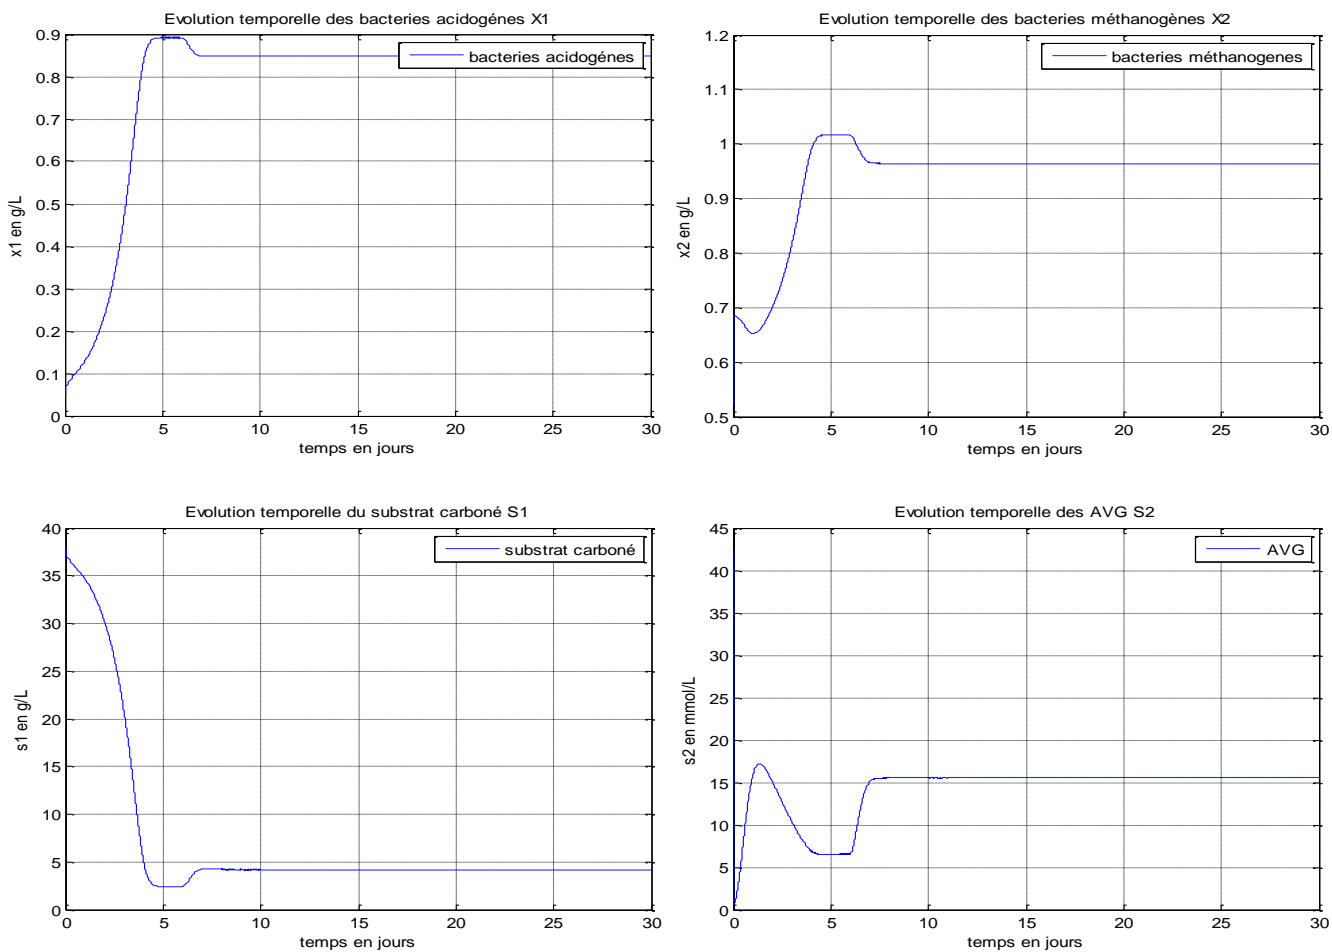 Evolution temporelle des bacteries acidogénes X1
bacteries acidogénes
x1 en g/L
0.9
0.8
0.7
0.6
0.5
0.4
0.3
0.2
0.1
0
0 5 10 15 20 25 30
temps en jours
Evolution temporelle des bacteries méthanogènes X2
bacteries méthanogenes
x2 en g/L
1.2
1.1
1
0.9
0.8
0.7
0.6
0.5
0 5 10 15 20 25 30
temps en jours
Evolution temporelle du substrat carboné S1
substrat carboné
s1 en g/L
40
35
30
25
20
15
10
5
0
0 5 10 15 20 25 30
temps en jours
Evolution temporelle des AVG S2
AVG
s2 en mmol/L
45
40
35
30
25
20
15
10
5
0
0 5 10 15 20 25 30
temps en jours